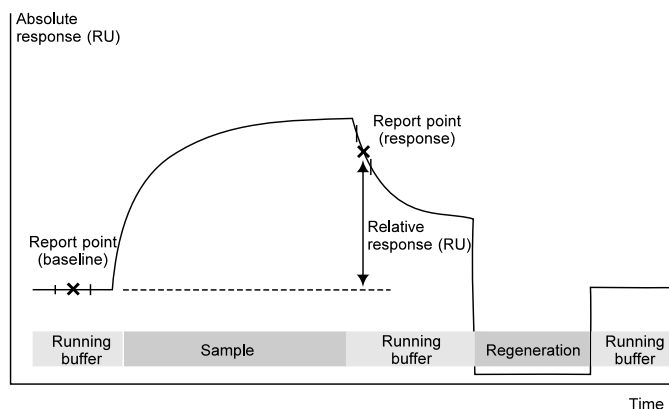 Absolute
response (RU)
Report point
(response)
Relative
response (RU)
Report point
(baseline)
Running
buffer
Sample
Running
buffer
Regeneration
Running
buffer
Time